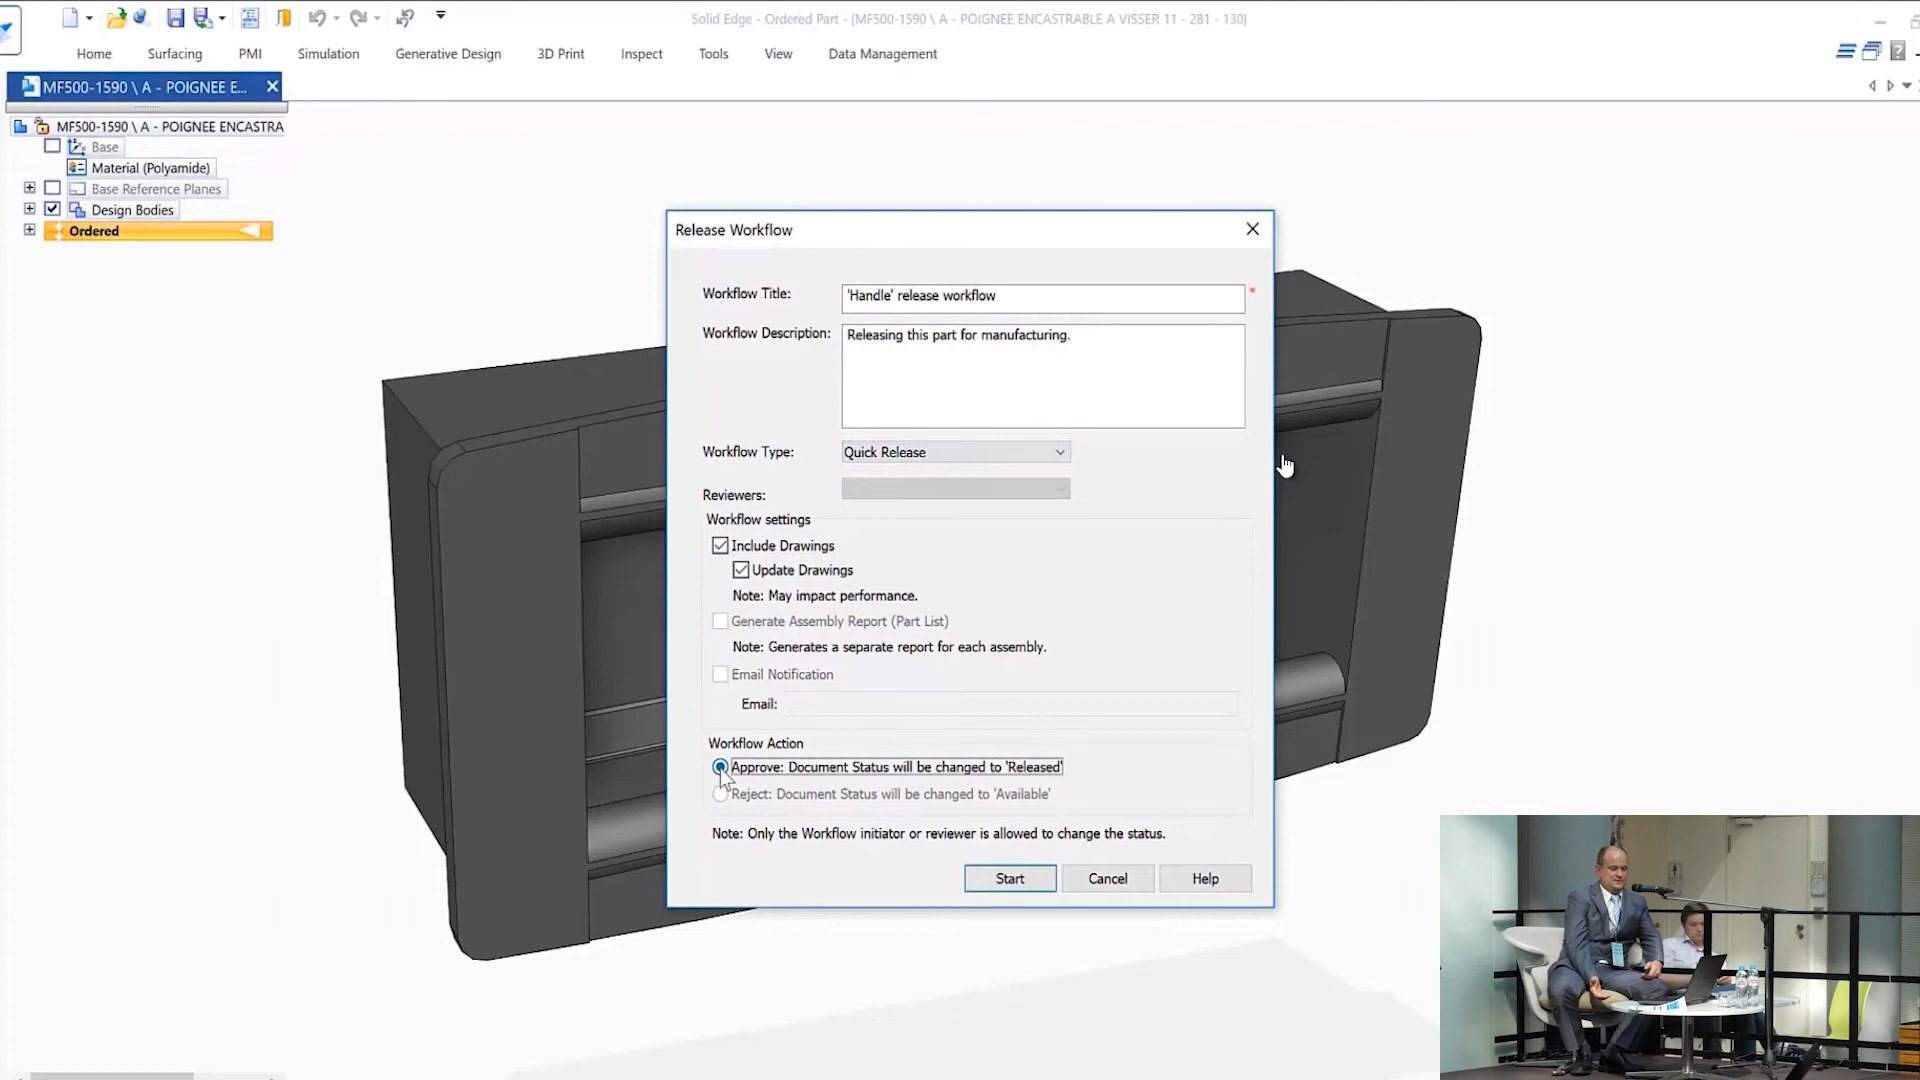 Solid Edge - Ordered Part - [MF500-1590 \ A - POIGNEE ENCASTRABLE A VISSER 11 - 281 - 130]
Home Surfacing PMI Simulation Generative Design 3D Print Inspect Tools View Data Management
MF500-1590 \ A - POIGNEE E...
MF500-1590 \ A - POIGNEE ENCASTRA
Base
Material (Polyamide)
Base Reference Planes
Design Bodies
Ordered
Release Workflow
Workflow Title: 'Handle' release workflow *
Workflow Description: Releasing this part for manufacturing.
Workflow Type: Quick Release
Reviewers:
Workflow settings
Include Drawings
Update Drawings
Note: May impact performance.
Generate Assembly Report (Part List)
Note: Generates a separate report for each assembly.
Email Notification
Email:
Workflow Action
Approve: Document Status will be changed to 'Released'
Reject: Document Status will be changed to 'Available'
Note: Only the Workflow initiator or reviewer is allowed to change the status.
Start Cancel Help